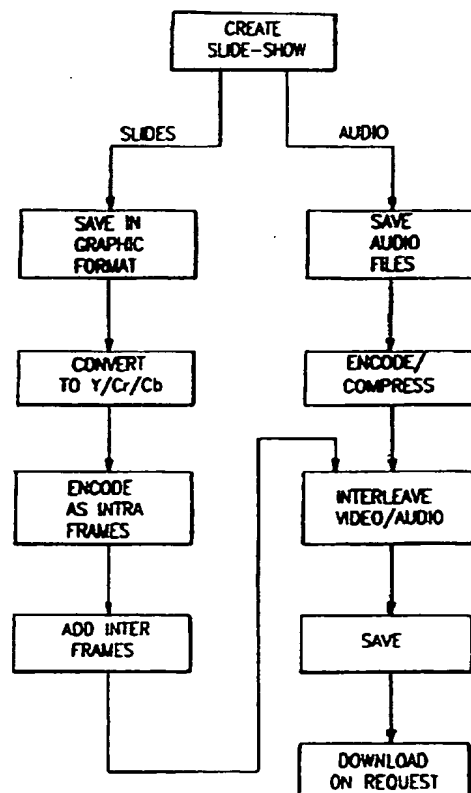 CREATE
SLIDE-SHOW
SLIDES
AUDIO
SAVE IN
GRAPHIC
FORMAT
SAVE
AUDIO
FILES
CONVERT
TO Y/Cr/Cb
ENCODE/
COMPRESS
ENCODE
AS INTRA
FRAMES
INTERLEAVE
VIDEO/AUDIO
ADD INTER
FRAMES
SAVE
DOWNLOAD
ON REQUEST